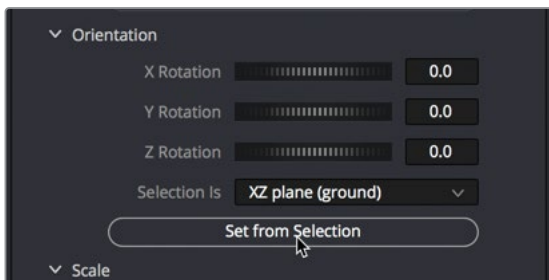 Orientation
X Rotation 0.0
Y Rotation 0.0
Z Rotation 0.0
Selection Is XZ plane (ground)
Set from Selection
Scale